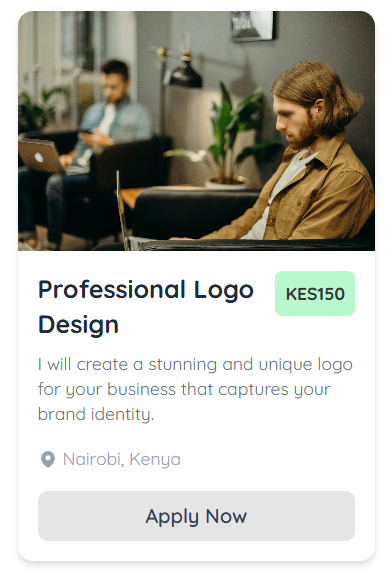 Professional Logo
Design
KES150
I will create a stunning and unique logo
for your business that captures your
brand identity.
Nairobi, Kenya
Apply Now